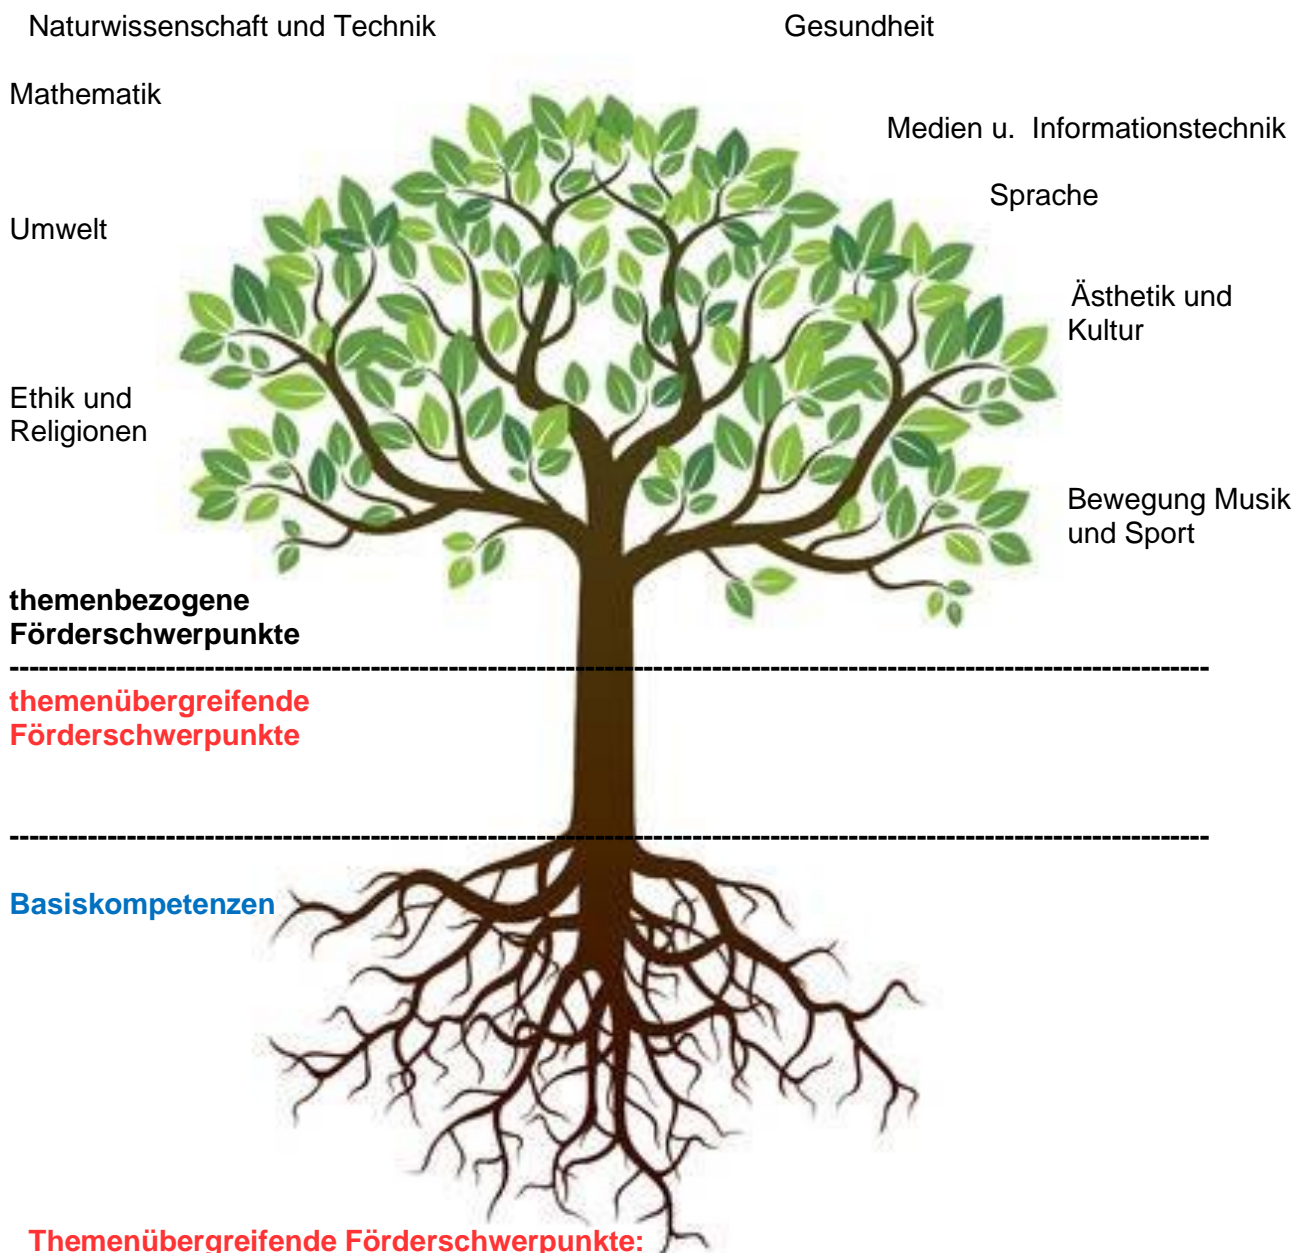 Naturwissenschaft und Technik
Gesundheit
Mathematik
Medien u. Informationstechnik
Sprache
Umwelt
Ästhetik und
Kultur
Ethik und
Religionen
Bewegung Musik
und Sport
themenbezogene
Förderschwerpunkte
themenübergreifende
Förderschwerpunkte
Basiskompetenzen
Themenübergreifende Förderschwerpunkte: